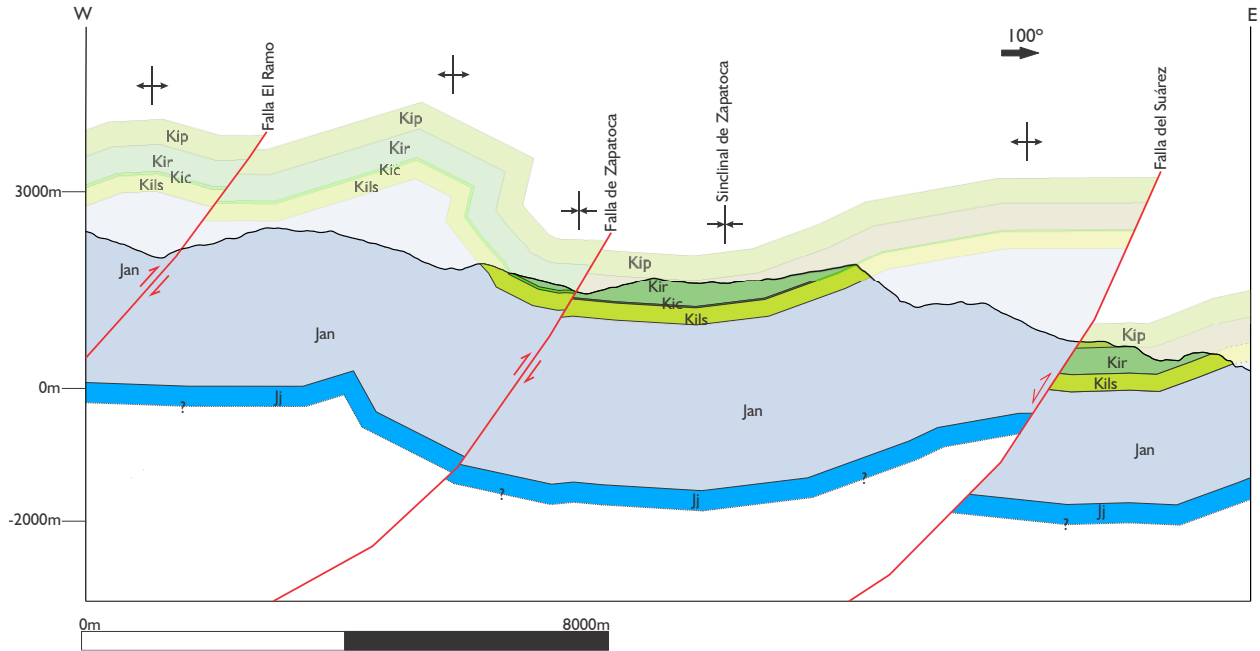 W
E
100°
Falla El Ramo
Falla de Zapatoca
Sinclinal de Zapatoca
Falla del Suárez
Kip
Kir
Kic
Kils
Kip
Kir
Kic
Kils
3000m
Kip
Jan
Kir
Kic
Kils
Jan
Kip
Kir
Kils
0m
Jj
?
Jan
Jan
?
?
Jj
Jj
?
-2000m
0m
8000m